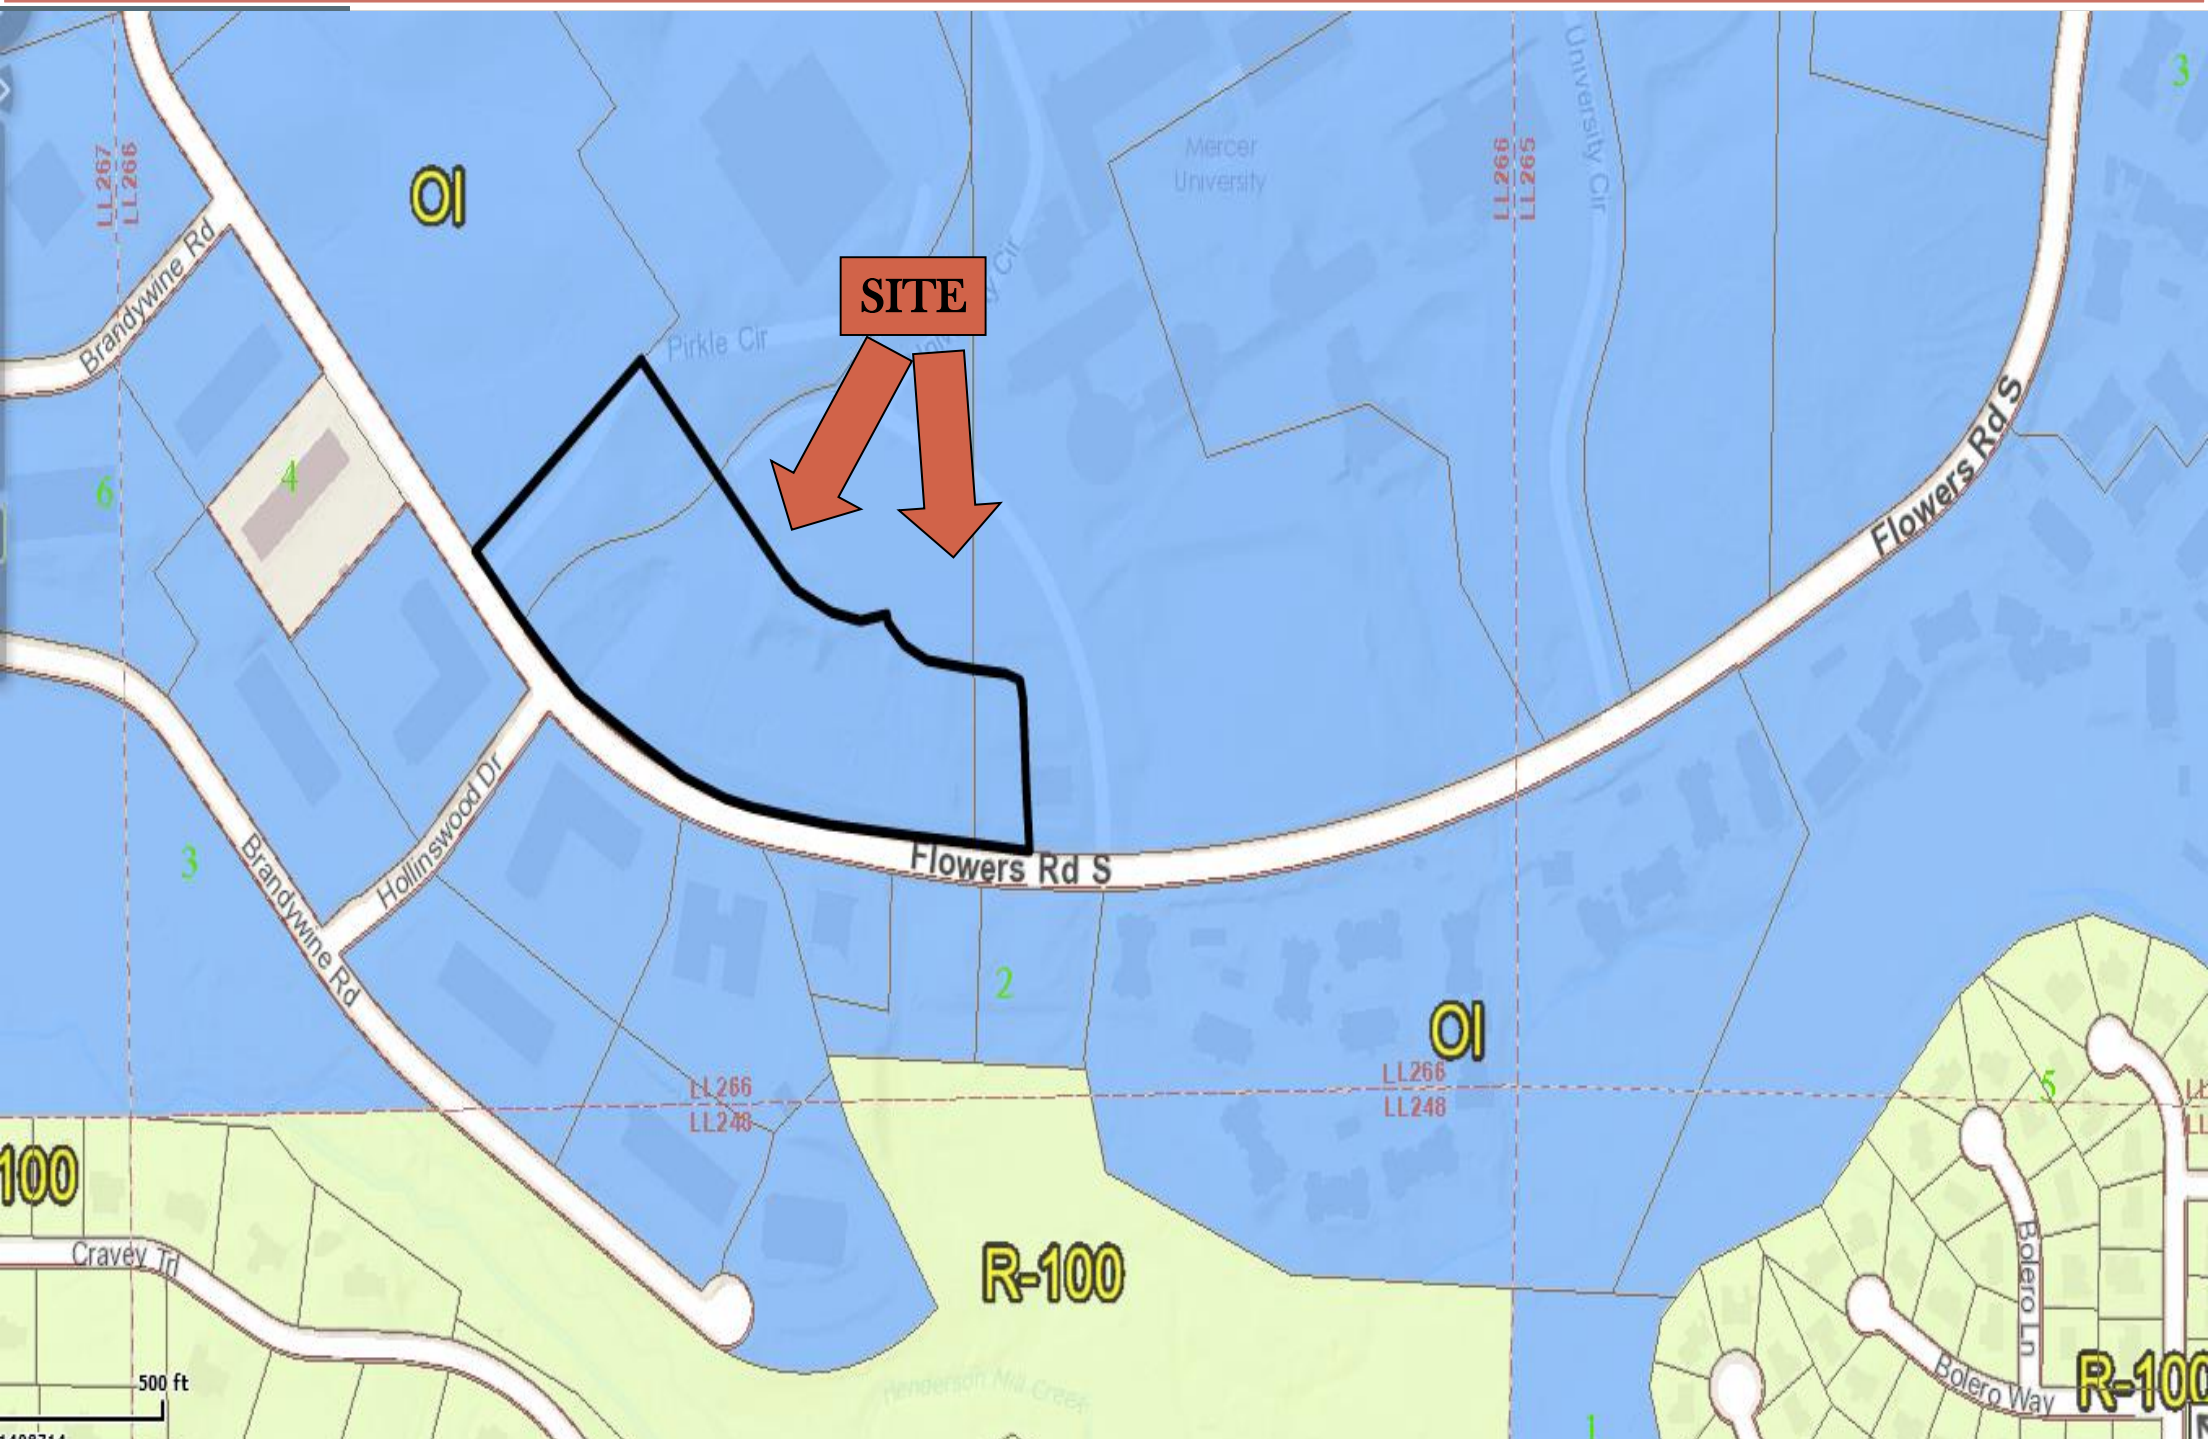 University Cir
3
LL267
LL266
LL266
LL265
Mercer
University
OI
Brandywine Rd
SITE
Pirkle Cir
Flowers Rd S
4
6
Hollinswood Dr
3
Brandywine Rd
Flowers Rd S
2
OI
LL266
LL248
LL266
LL248
5
100
R-100
Cravey Trl
Bolero Ln
Bolero Way
R-100
Henderson Mill Creek
500 ft
1